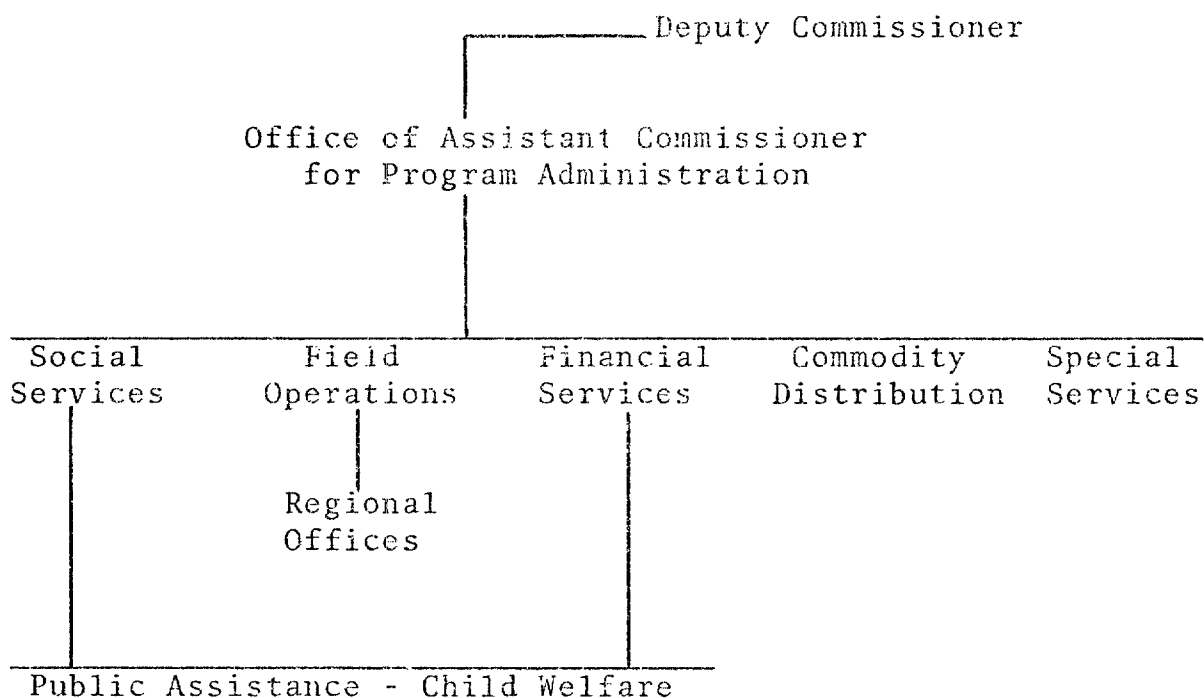 Deputy Commissioner
Office of Assistant Commissioner
for Program Administration
Social Services
Field Operations
Financial Services
Commodity Distribution
Special Services
Regional
Offices
Public Assistance - Child Welfare